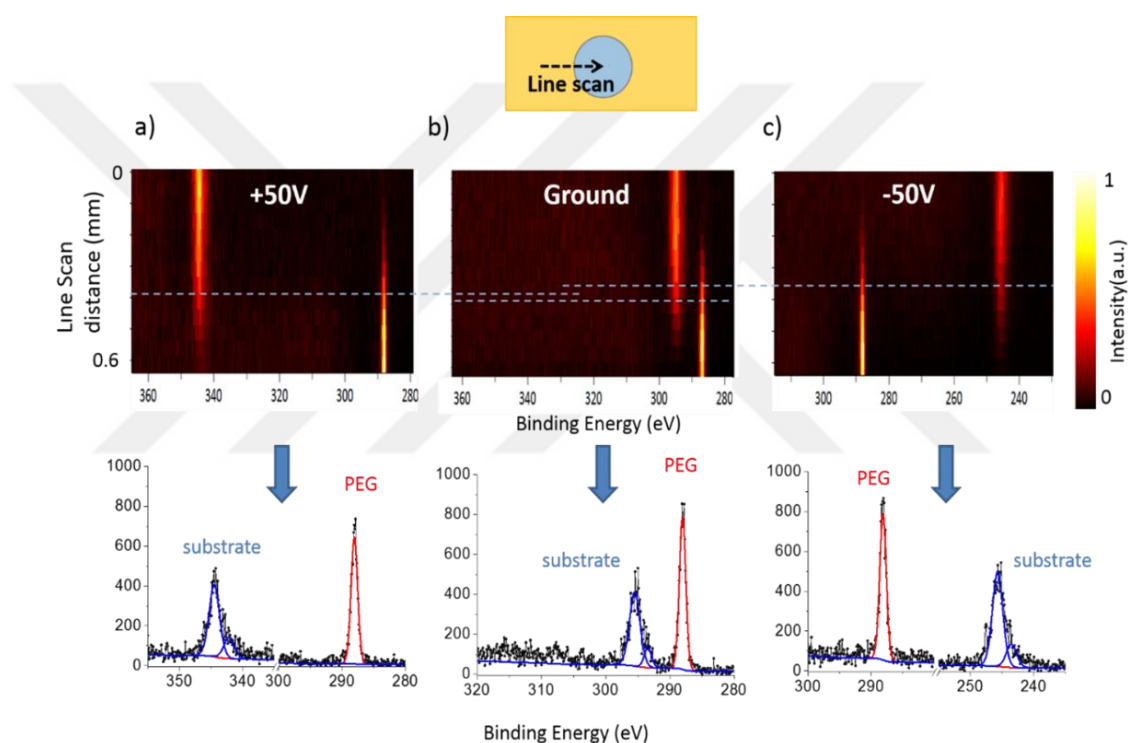 Line scan
a)
b)
c)
+50V
Ground
-50V
0
0.6
Line Scan
distance (mm)
360 340 320 300 280
360 340 320 300 280
300 280 260 240
Binding Energy (eV)
1
0
Intensity(a.u.)
1000
800
600
400
200
0
substrate
PEG
350 340 300 290 280
1000
800
600
400
200
0
substrate
PEG
320 310 300 290 280
1000
800
600
400
200
0
PEG
substrate
300 290 250 240
Binding Energy (eV)